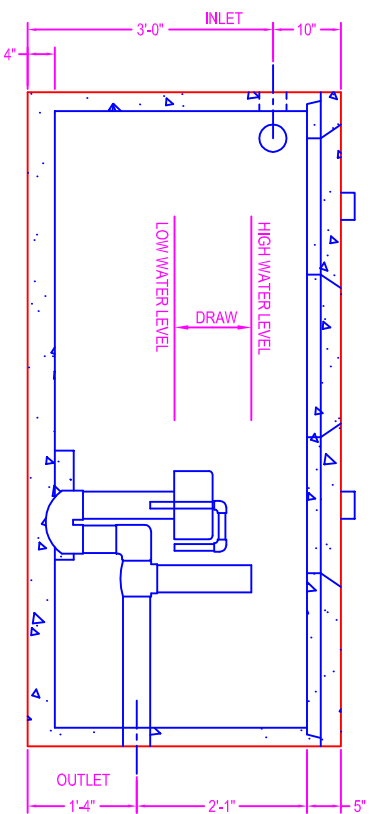 INLET
3'-0"
10"
4"
LOW WATER LEVEL
HIGH WATER LEVEL
DRAW
OUTLET
1'-4"
2'-1"
5"